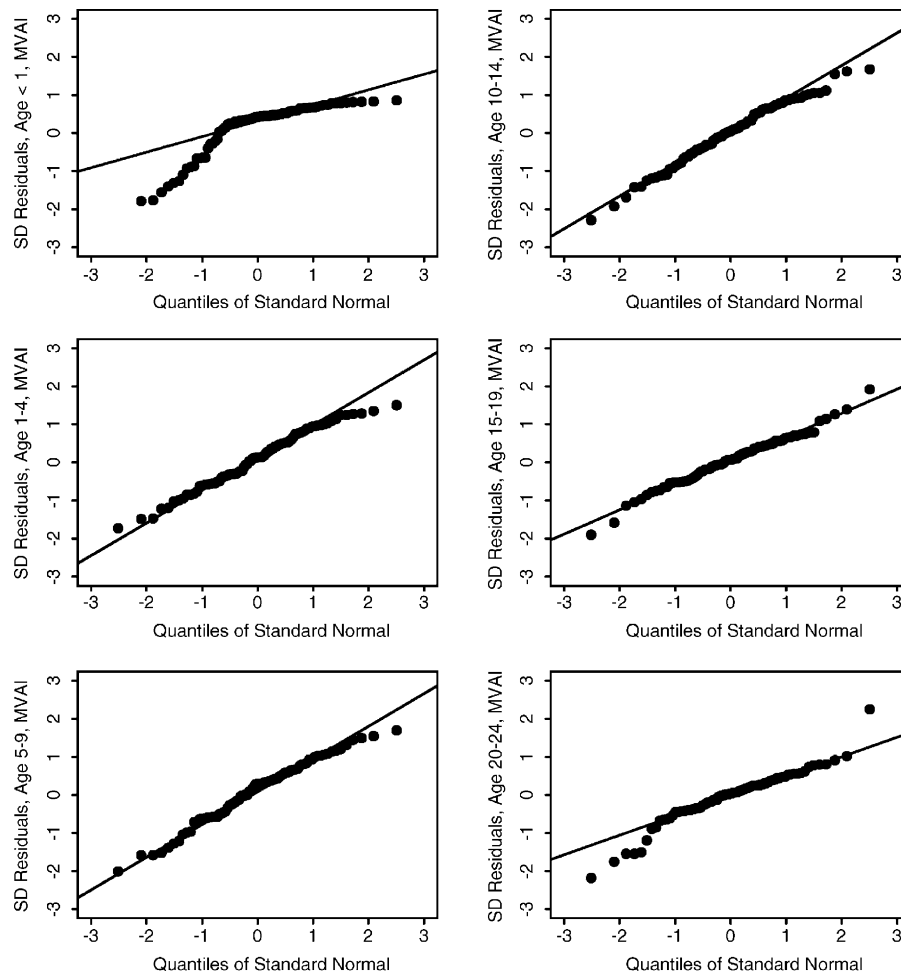 SD Residuals, Age < 1, MVAI
3
2
1
0
-1
-2
-3
-3 -2 -1 0 1 2 3
Quantiles of Standard Normal
SD Residuals, Age 10-14, MVAI
3
2
1
0
-1
-2
-3
-3 -2 -1 0 1 2 3
Quantiles of Standard Normal
SD Residuals, Age 1-4, MVAI
3
2
1
0
-1
-2
-3
-3 -2 -1 0 1 2 3
Quantiles of Standard Normal
SD Residuals, Age 15-19, MVAI
3
2
1
0
-1
-2
-3
-3 -2 -1 0 1 2 3
Quantiles of Standard Normal
SD Residuals, Age 5-9, MVAI
3
2
1
0
-1
-2
-3
-3 -2 -1 0 1 2 3
Quantiles of Standard Normal
SD Residuals, Age 20-24, MVAI
3
2
1
0
-1
-2
-3
-3 -2 -1 0 1 2 3
Quantiles of Standard Normal